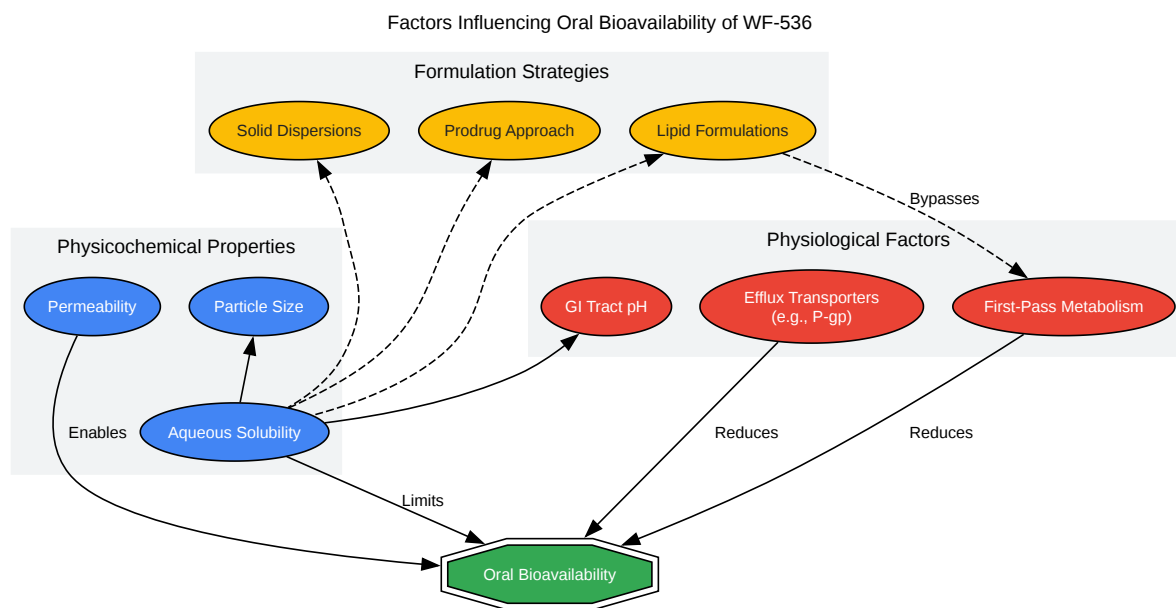 Factors Influencing Oral Bioavailability of WF-536
Formulation Strategies
Solid Dispersions
Prodrug Approach
Lipid Formulations
Bypasses
Physicochemical Properties
Physiological Factors
Permeability
Particle Size
GI Tract pH
Efflux Transporters
(e.g., P-gp)
First-Pass Metabolism
Enables
Aqueous Solubility
Reduces
Reduces
Limits
Oral Bioavailability